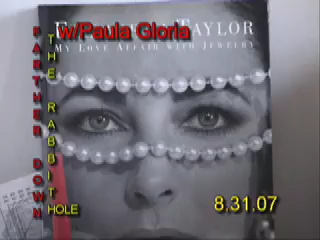 w/Paula Gloria
E TAYLOR
MY LOVE AFFAIR WITH JEWELRY
FARTHER DOWN
THE RABBIT
HOLE
8.31.07